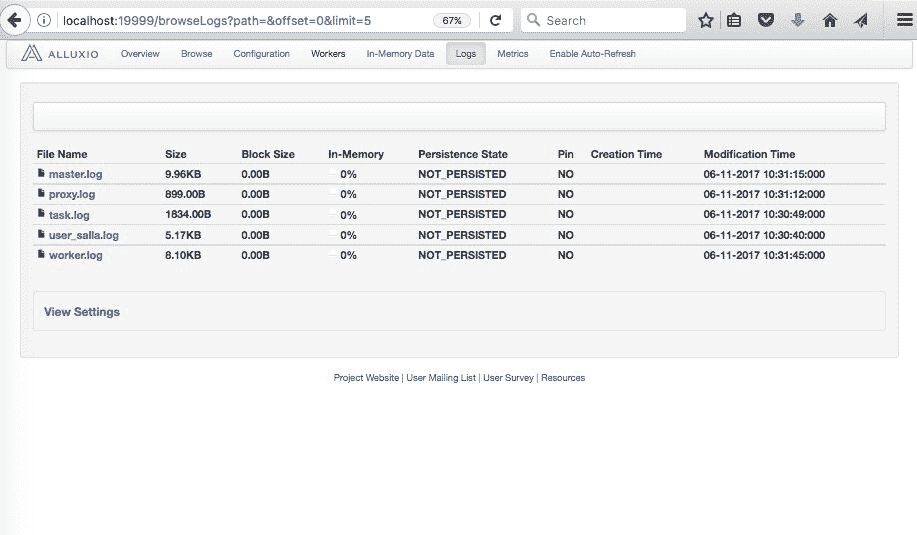 localhost:19999/browseLogs?path=&offset=0&limit=5 67% Search
ALLUXIO Overview Browse Configuration Workers In-Memory Data Logs Metrics Enable Auto-Refresh
File Name Size Block Size In-Memory Persistence State Pin Creation Time Modification Time
master.log 9.96KB 0.00B 0% NOT_PERSISTED NO 06-11-2017 10:31:15:000
proxy.log 899.00B 0.00B 0% NOT_PERSISTED NO 06-11-2017 10:31:12:000
task.log 1834.00B 0.00B 0% NOT_PERSISTED NO 06-11-2017 10:30:49:000
user_salla.log 5.17KB 0.00B 0% NOT_PERSISTED NO 06-11-2017 10:30:40:000
worker.log 8.10KB 0.00B 0% NOT_PERSISTED NO 06-11-2017 10:31:45:000
View Settings
Project Website | User Mailing List | User Survey | Resources